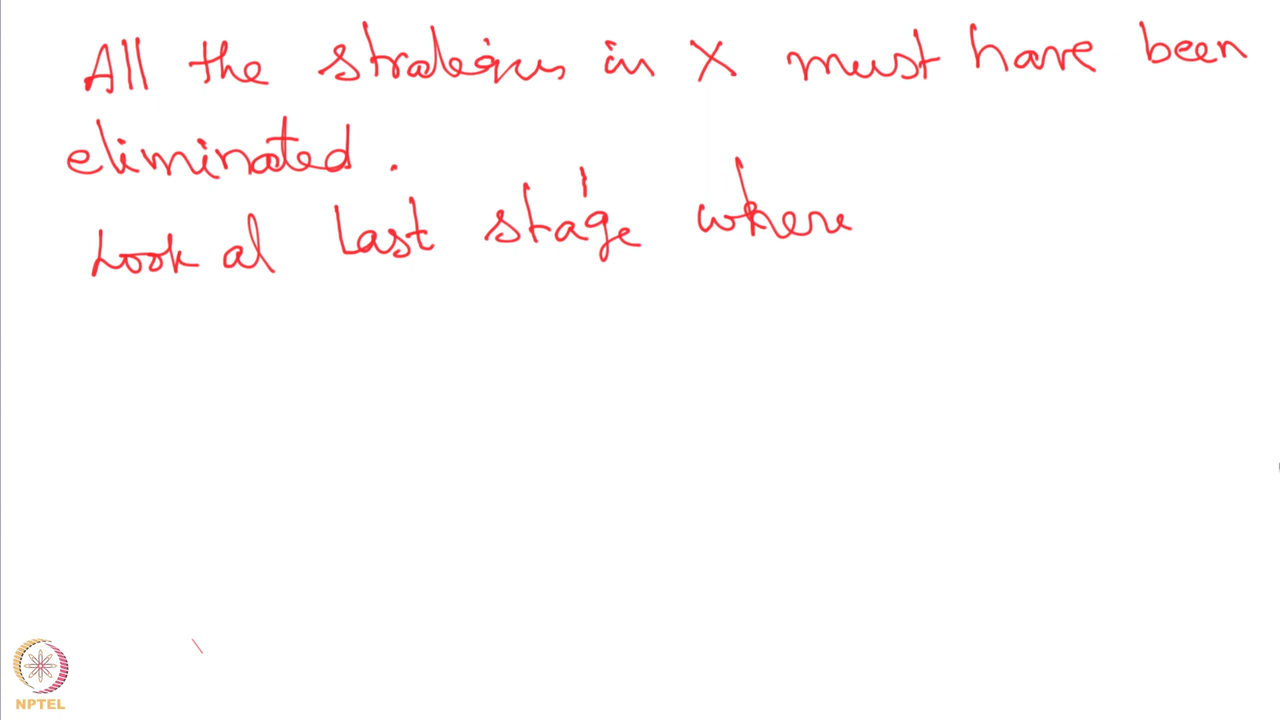 All the strategies in X must have been
eliminated.
Look at last stage where
NPTEL